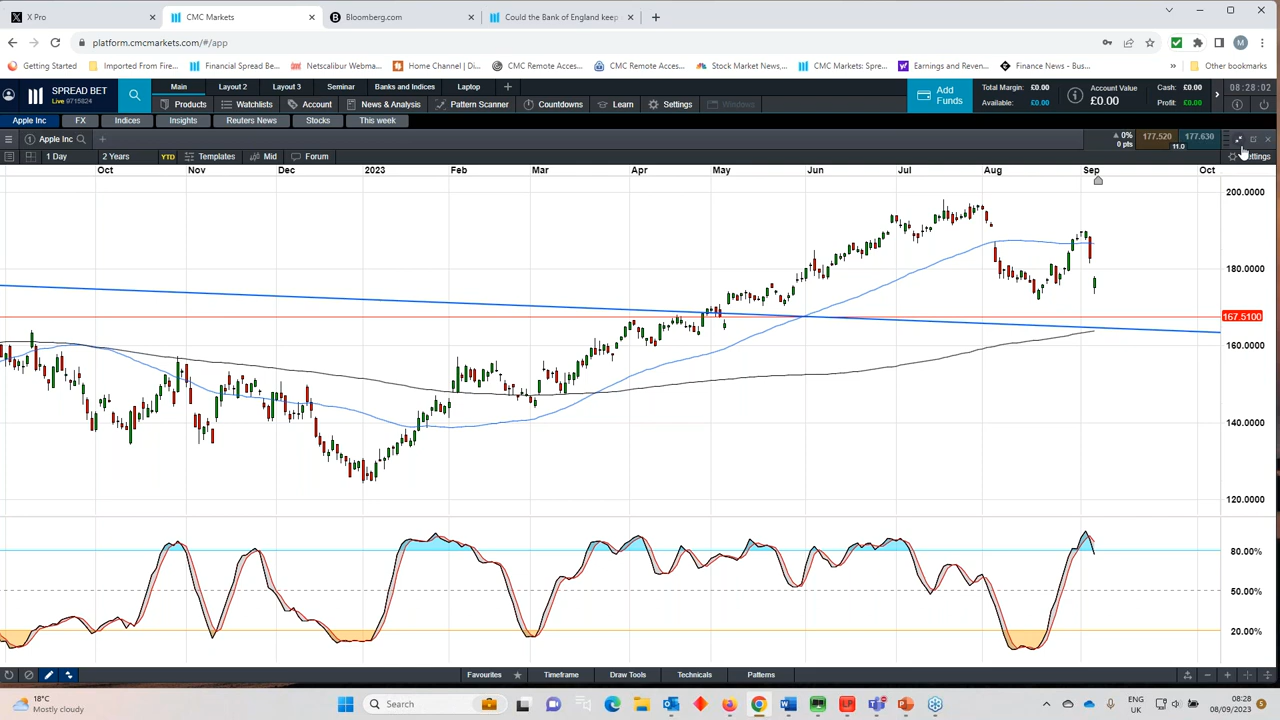 X Pro
CMC Markets
Bloomberg.com
Could the Bank of England keep
platform.cmcmarkets.com/#/app
M
Getting Started
Imported From Fire...
Financial Spread Be...
Netscalibur Webmai...
Home Channel | Di...
CMC Remote Acces...
CMC Remote Acces...
Stock Market News,...
CMC Markets: Spre...
Earnings and Reven...
Finance News - Bus...
Other bookmarks
SPREAD BET
Live 9715824
Main
Layout 2
Layout 3
Seminar
Banks and Indices
Laptop
Products
Watchlists
Account
News & Analysis
Pattern Scanner
Countdowns
Learn
Settings
Windows
Add Funds
Total Margin: £0.00
Available: £0.00
Account Value
£0.00
Cash: £0.00
Profit: £0.00
08:28:02
Apple Inc
FX
Indices
Insights
Reuters News
Stocks
This week
Apple Inc
0%
0 pts
177.520
177.630
11.0
1 Day
2 Years
YTD
Templates
Mid
Forum
Oct
Nov
Dec
2023
Feb
Mar
Apr
May
Jun
Jul
Aug
Sep
Oct
200.0000
180.0000
167.5100
160.0000
140.0000
120.0000
80.00%
50.00%
20.00%
Favourites
Timeframe
Draw Tools
Technicals
Patterns
18°C
Mostly cloudy
Search
ENG
UK
08:28
08/09/2023